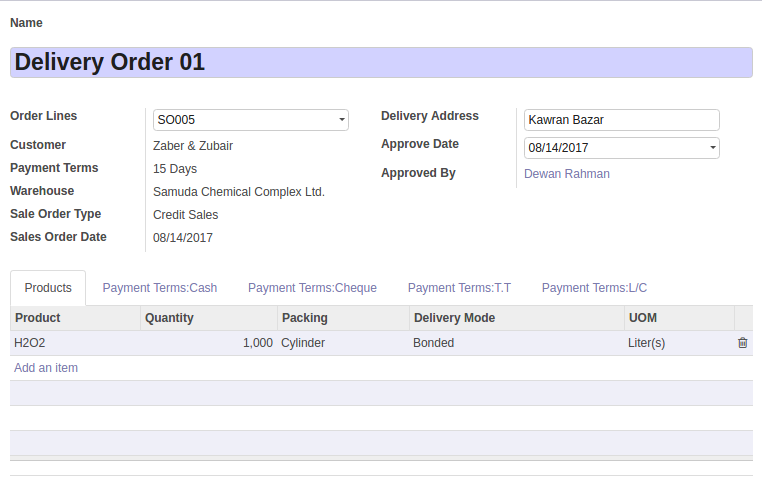 Name
Delivery Order 01
Order Lines SO005 Delivery Address Kawran Bazar
Customer Zaber & Zubair Approve Date 08/14/2017
Payment Terms 15 Days Approved By Dewan Rahman
Warehouse Samuda Chemical Complex Ltd.
Sale Order Type Credit Sales
Sales Order Date 08/14/2017
Products Payment Terms:Cash Payment Terms:Cheque Payment Terms:T.T Payment Terms:L/C
Product Quantity Packing Delivery Mode UOM
H2O2 1,000 Cylinder Bonded Liter(s)
Add an item